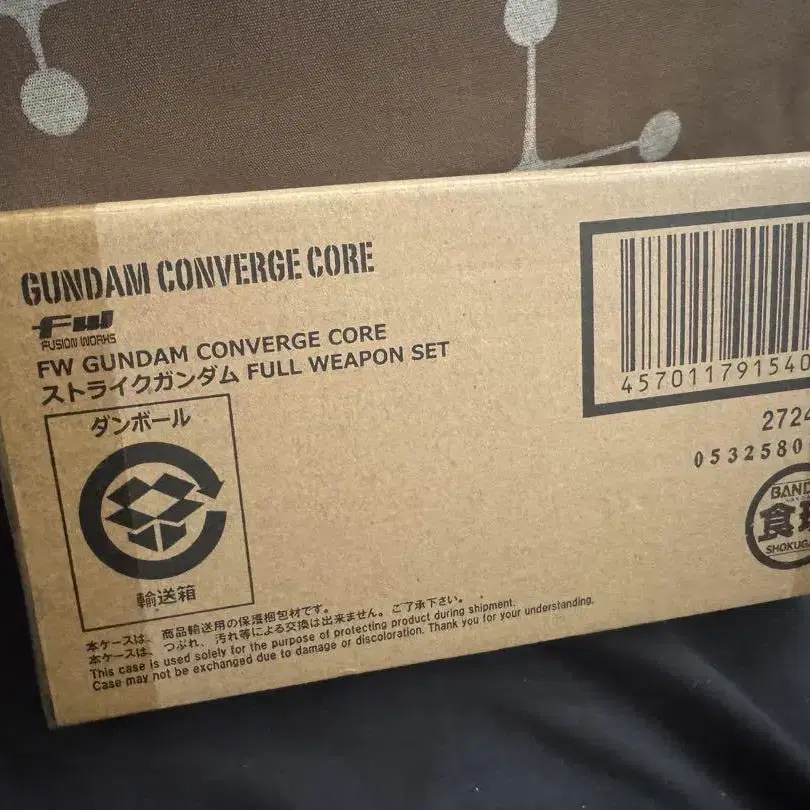 GUNDAM CONVERGE CORE
FW
FUSION WORKS
FW GUNDAM CONVERGE CORE
ストライクガンダム FULL WEAPON SET
ダンボール
輸送箱
本ケースは、商品輸送用の保護梱包材です。
本ケースは、つぶれ、汚れ等による交換は出来ません。ご了承下さい。
This case is used solely for the purpose of protecting product during shipment.
Case may not be exchanged due to damage or discoloration. Thank you for your understanding.
457011791540
2724
0532580
BAND
食
SHOKUG